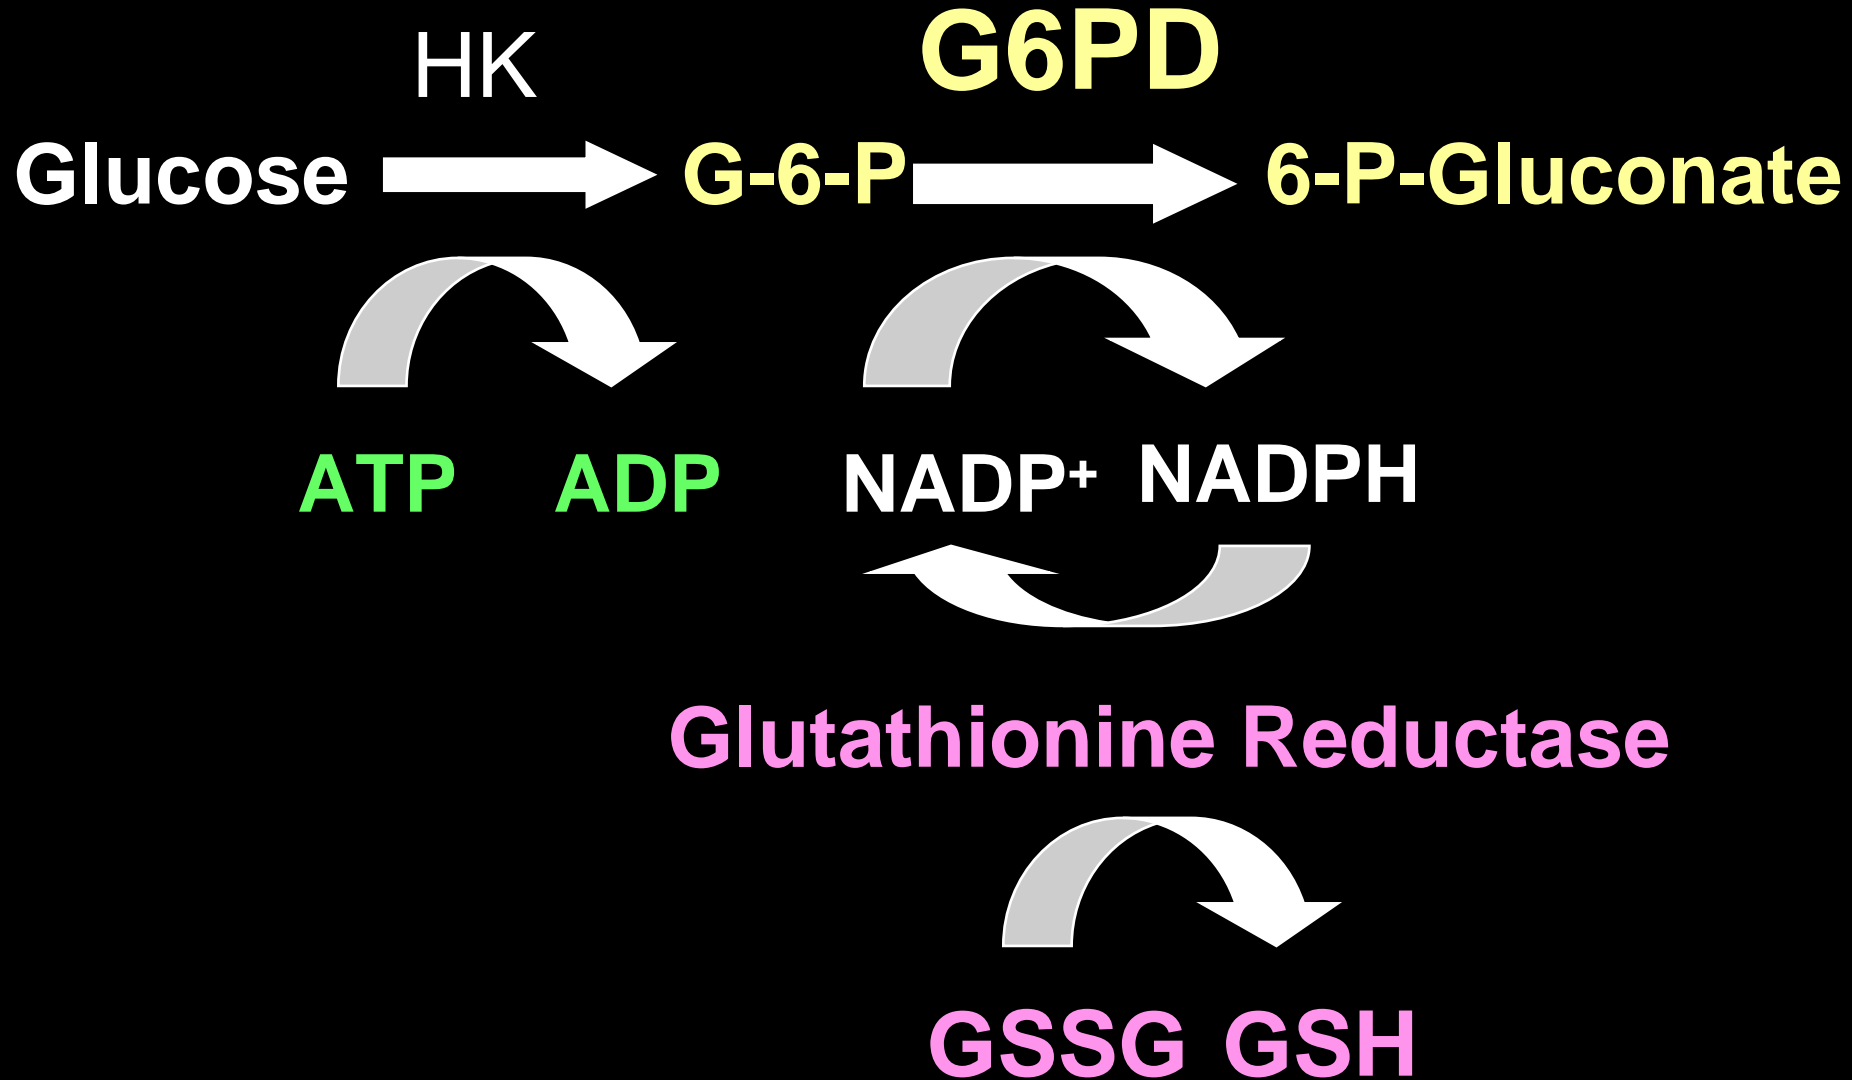 HK G6PD
Glucose G-6-P 6-P-Gluconate
ATP ADP NADP⁺ NADPH
Glutathionine Reductase
GSSG GSH